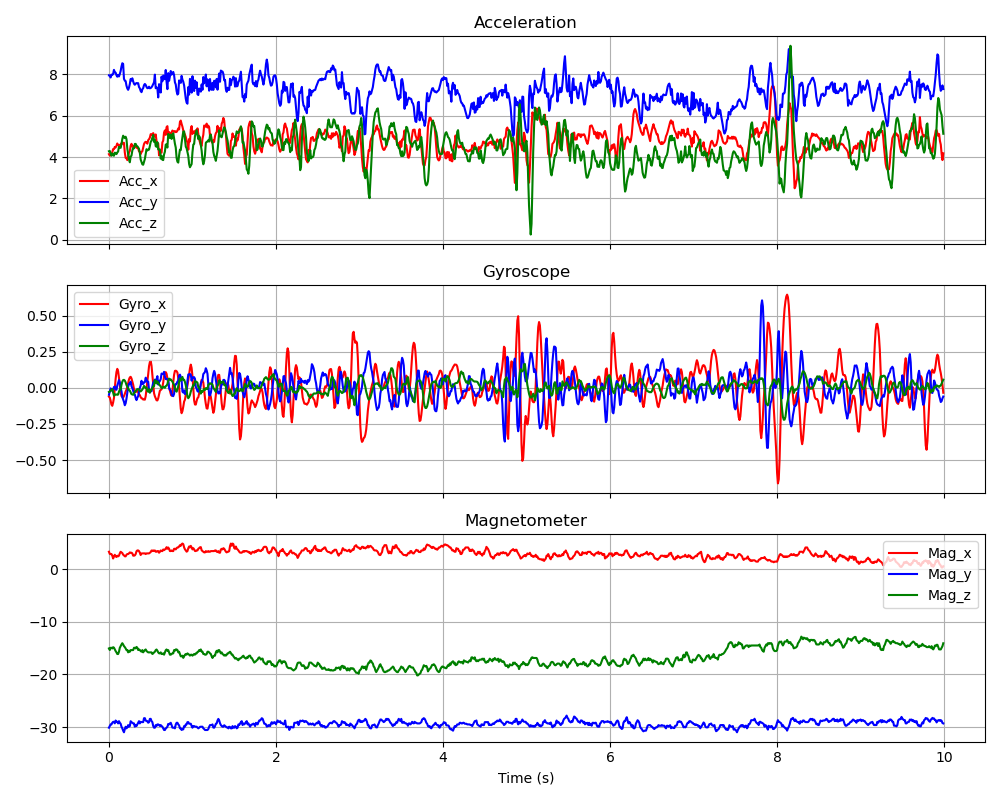 Acceleration
8
6
4
2
0
Acc_x
Acc_y
Acc_z
Gyroscope
0.50
0.25
0.00
−0.25
−0.50
Gyro_x
Gyro_y
Gyro_z
Magnetometer
0
−10
−20
−30
Mag_x
Mag_y
Mag_z
0 2 4 6 8 10
Time (s)